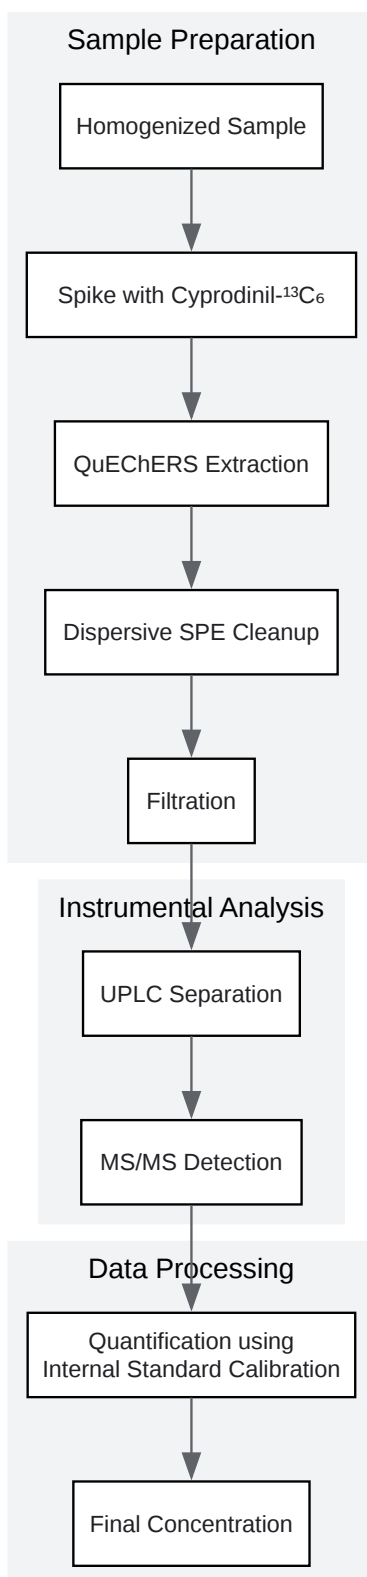 Sample Preparation
Homogenized Sample
Spike with Cyprodinil-¹³C₆
QuEChERS Extraction
Dispersive SPE Cleanup
Filtration
Instrumental Analysis
UPLC Separation
MS/MS Detection
Data Processing
Quantification using
Internal Standard Calibration
Final Concentration